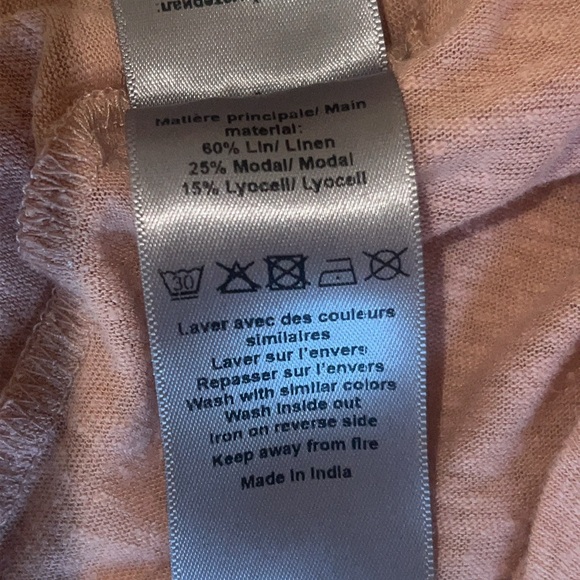 Matière principale/ Main
material:
60% Lin/ Linen
25% Modal/ Modal
15% Lyocell/ Lyocell
30
Laver avec des couleurs
similaires
Laver sur l'envers
Repasser sur l'envers
Wash with similar colors
Wash inside out
Iron on reverse side
Keep away from fire
Made in India